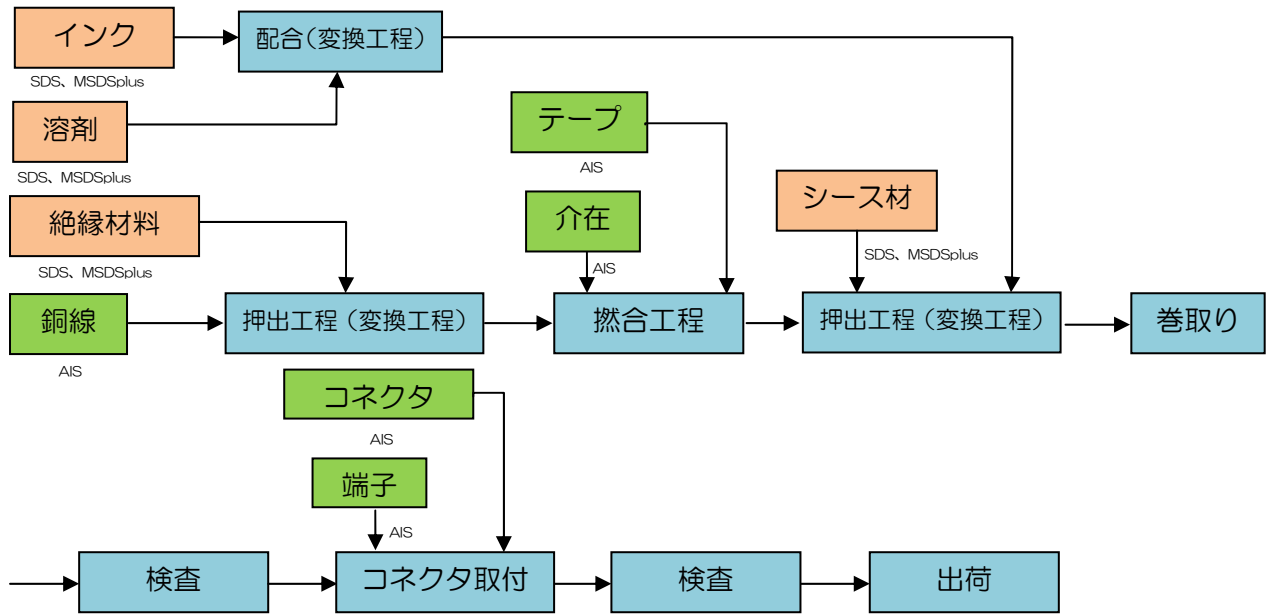 インク
配合(変換工程)
SDS、MSDSplus
溶剤
テープ
SDS、MSDSplus
AIS
シース材
絶縁材料
介在
SDS、MSDSplus
SDS、MSDSplus
AIS
銅線
押出工程(変換工程)
撚合工程
押出工程(変換工程)
巻取り
AIS
コネクタ
AIS
端子
AIS
検査
コネクタ取付
検査
出荷